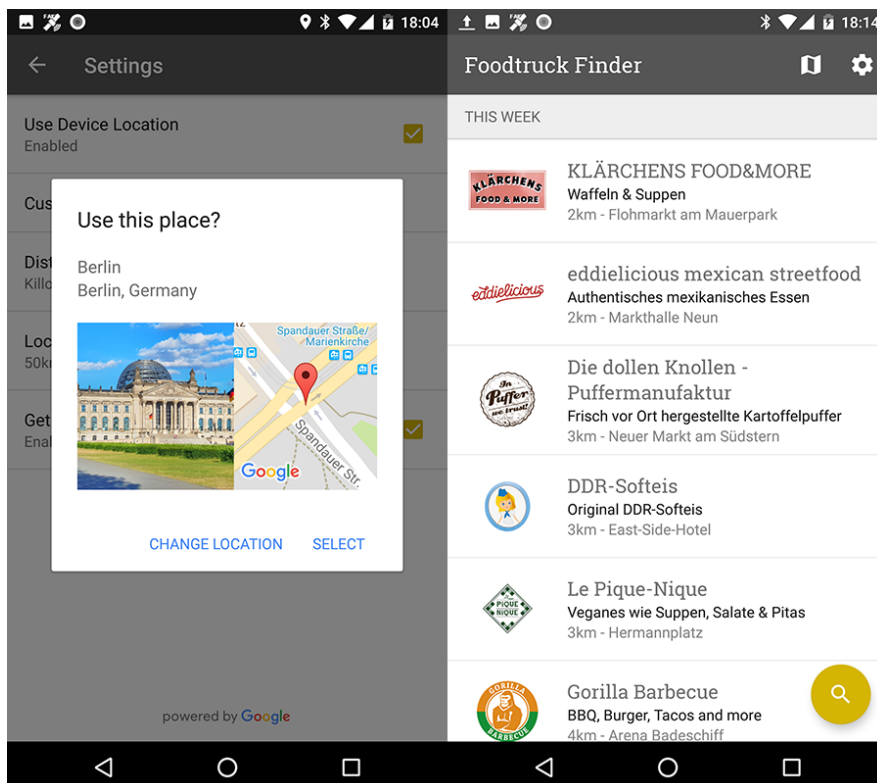 18:04
Settings
Use Device Location
Enabled
Cus
Dist
Killo
Loc
50k
Get
Enal
Use this place?
Berlin
Berlin, Germany
Spandauer Straße/
Marienkirche
Spandauer Str.
Google
CHANGE LOCATION
SELECT
powered by Google
18:14
Foodtruck Finder
THIS WEEK
KLÄRCHENS
FOOD & MORE
KLÄRCHENS FOOD&MORE
Waffeln & Suppen
2km - Flohmarkt am Mauerpark
eddielicious
eddielicious mexican streetfood
Authentisches mexikanisches Essen
2km - Markthalle Neun
In
Puffer
we trust!
Die dollen Knollen -
Puffermanufaktur
Frisch vor Ort hergestellte Kartoffelpuffer
3km - Neuer Markt am Südstern
DDR-Softeis
Original DDR-Softeis
3km - East-Side-Hotel
PIQUE
NIQUE
Le Pique-Nique
Veganes wie Suppen, Salate & Pitas
3km - Hermannplatz
GORILLA
BARBECUE
Gorilla Barbecue
BBQ, Burger, Tacos and more
4km - Arena Badeschiff